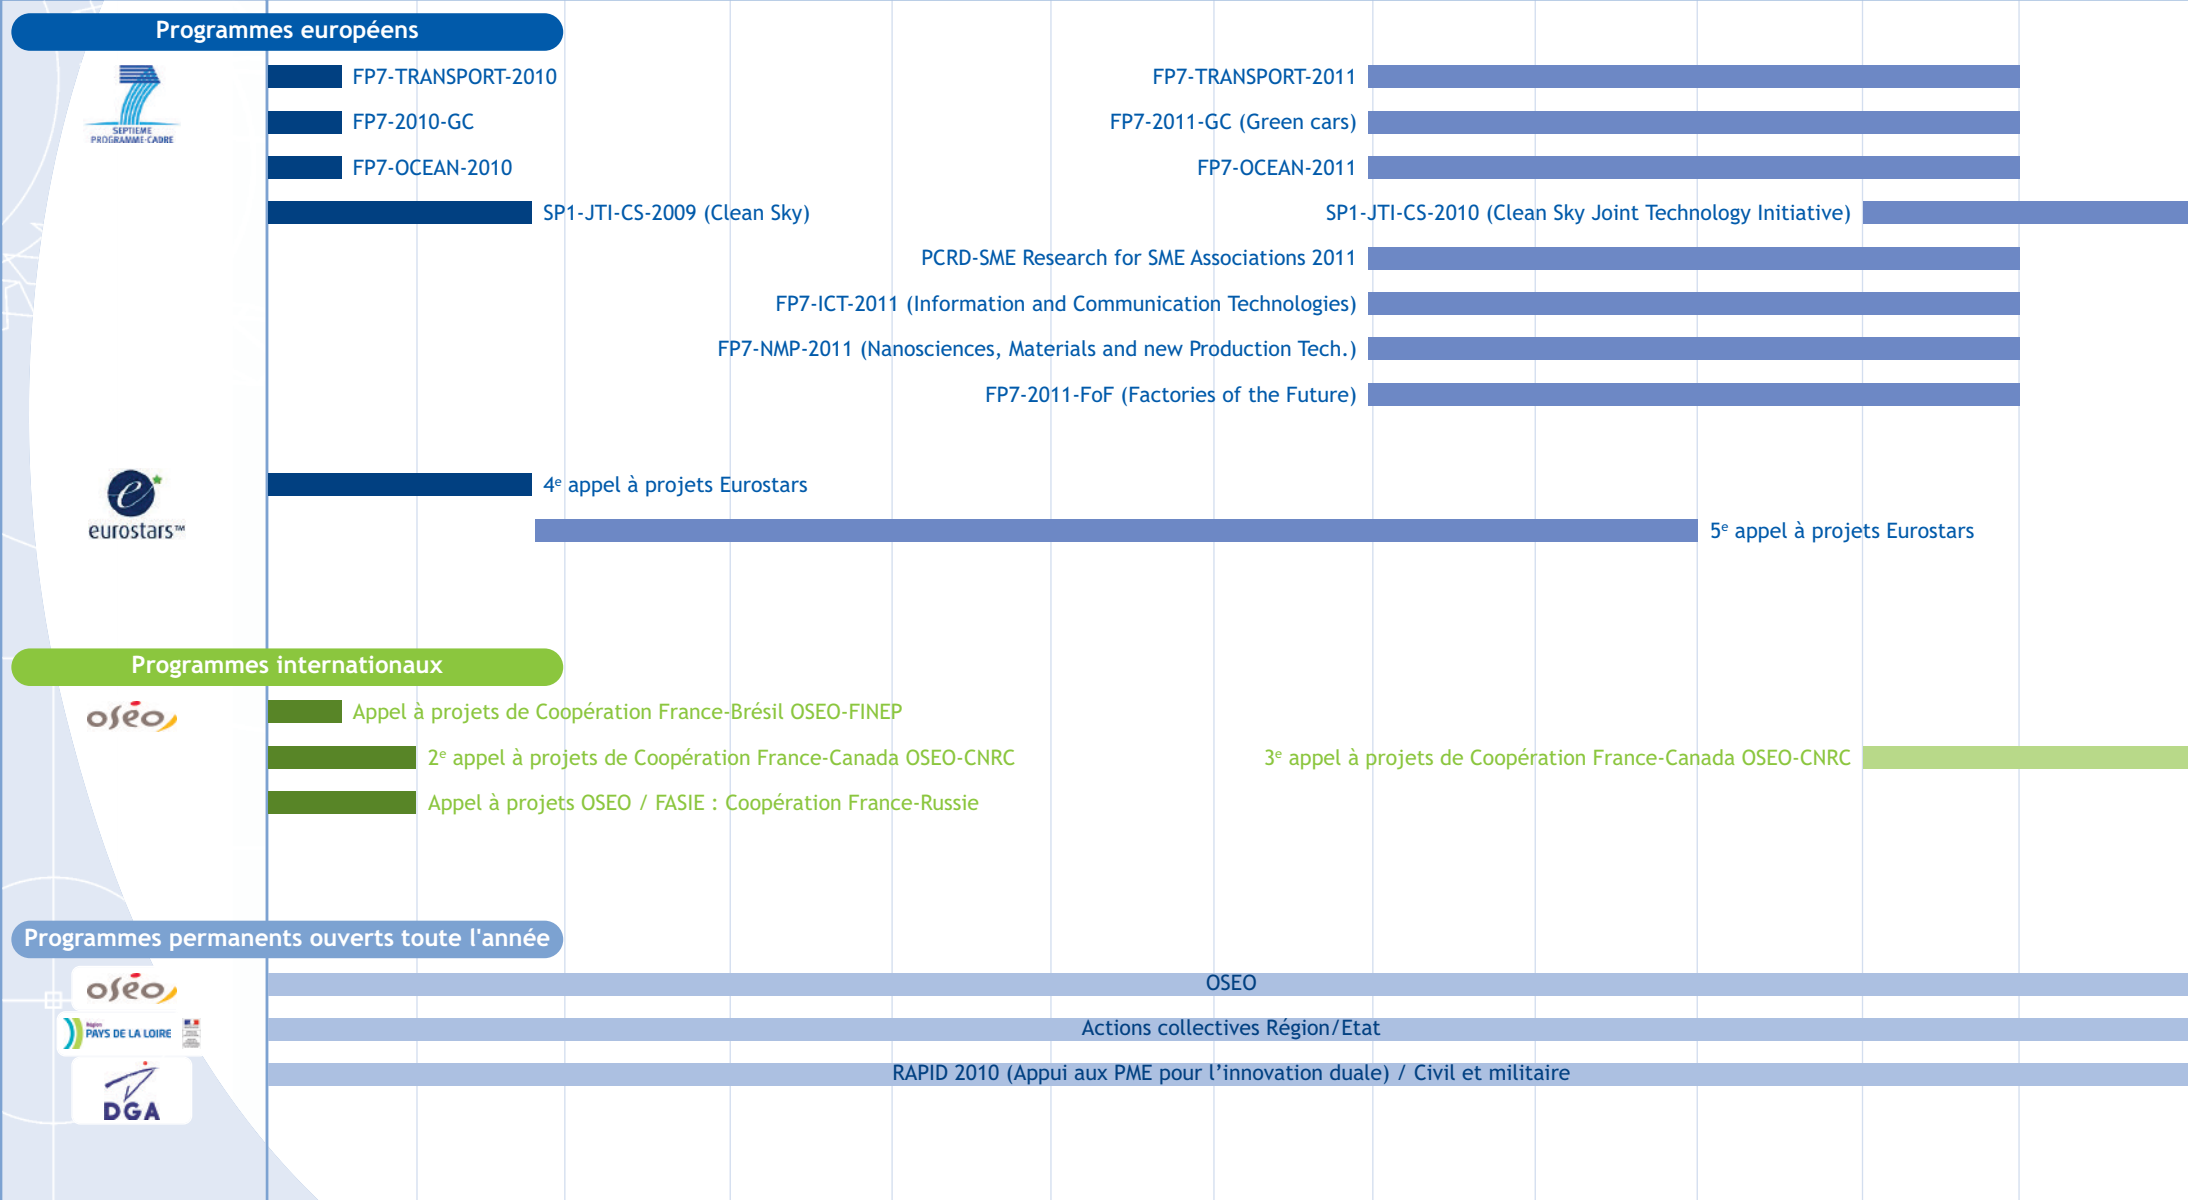 Programmes européens
SEPTIEME
PROGRAMME-CADRE
FP7-TRANSPORT-2010
FP7-TRANSPORT-2011
FP7-2010-GC
FP7-2011-GC (Green cars)
FP7-OCEAN-2010
FP7-OCEAN-2011
SP1-JTI-CS-2009 (Clean Sky)
SP1-JTI-CS-2010 (Clean Sky Joint Technology Initiative)
PCRD-SME Research for SME Associations 2011
FP7-ICT-2011 (Information and Communication Technologies)
FP7-NMP-2011 (Nanosciences, Materials and new Production Tech.)
FP7-2011-FoF (Factories of the Future)
eurostars™
4e appel à projets Eurostars
5e appel à projets Eurostars
Programmes internationaux
oséo
Appel à projets de Coopération France-Brésil OSEO-FINEP
2e appel à projets de Coopération France-Canada OSEO-CNRC
3e appel à projets de Coopération France-Canada OSEO-CNRC
Appel à projets OSEO / FASIE : Coopération France-Russie
Programmes permanents ouverts toute l'année
oséo
OSEO
Région
PAYS DE LA LOIRE
Actions collectives Région/Etat
DGA
RAPID 2010 (Appui aux PME pour l’innovation duale) / Civil et militaire